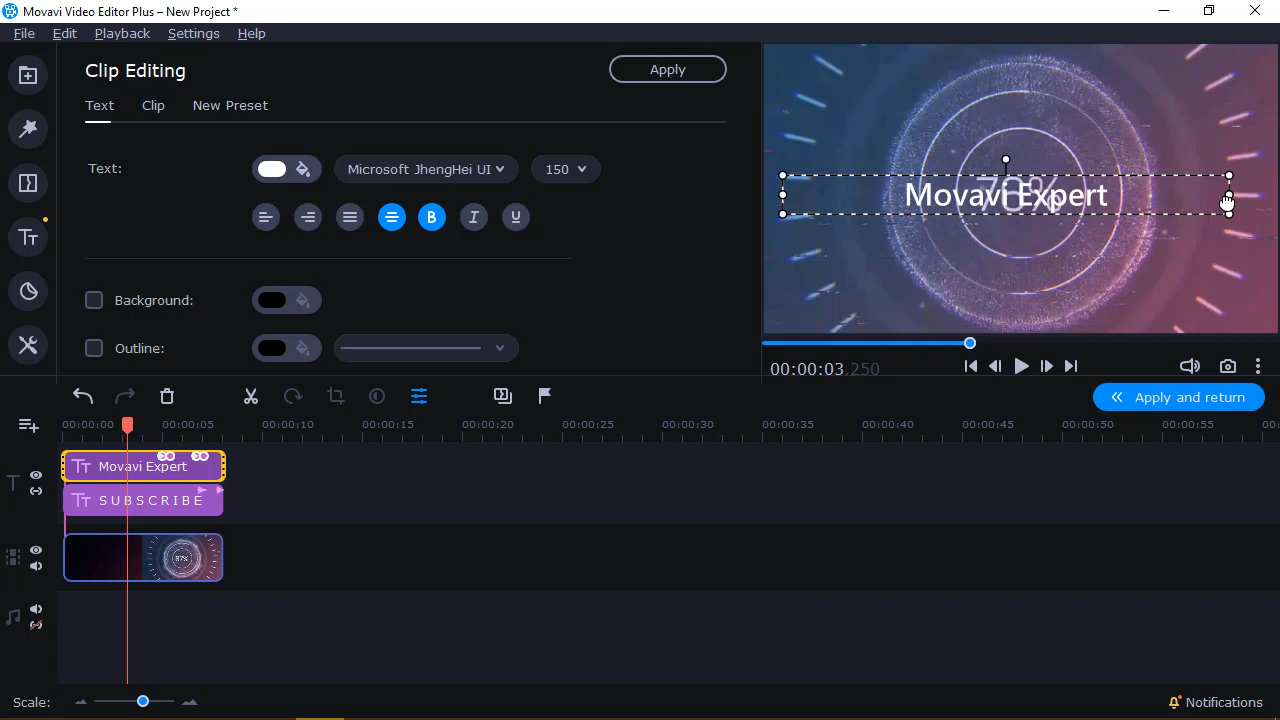 Movavi Video Editor Plus – New Project *
File Edit Playback Settings Help
Clip Editing
Apply
Text Clip New Preset
Text:
Microsoft JhengHei UI
150
B I U
Background:
Outline:
78%
Movavi Expert
00:00:03.250
Apply and return
00:00:00 00:00:05 00:00:10 00:00:15 00:00:20 00:00:25 00:00:30 00:00:35 00:00:40 00:00:45 00:00:50 00:00:55 00:0
Movavi Expert
SUBSCRIBE
87%
Scale:
Notifications